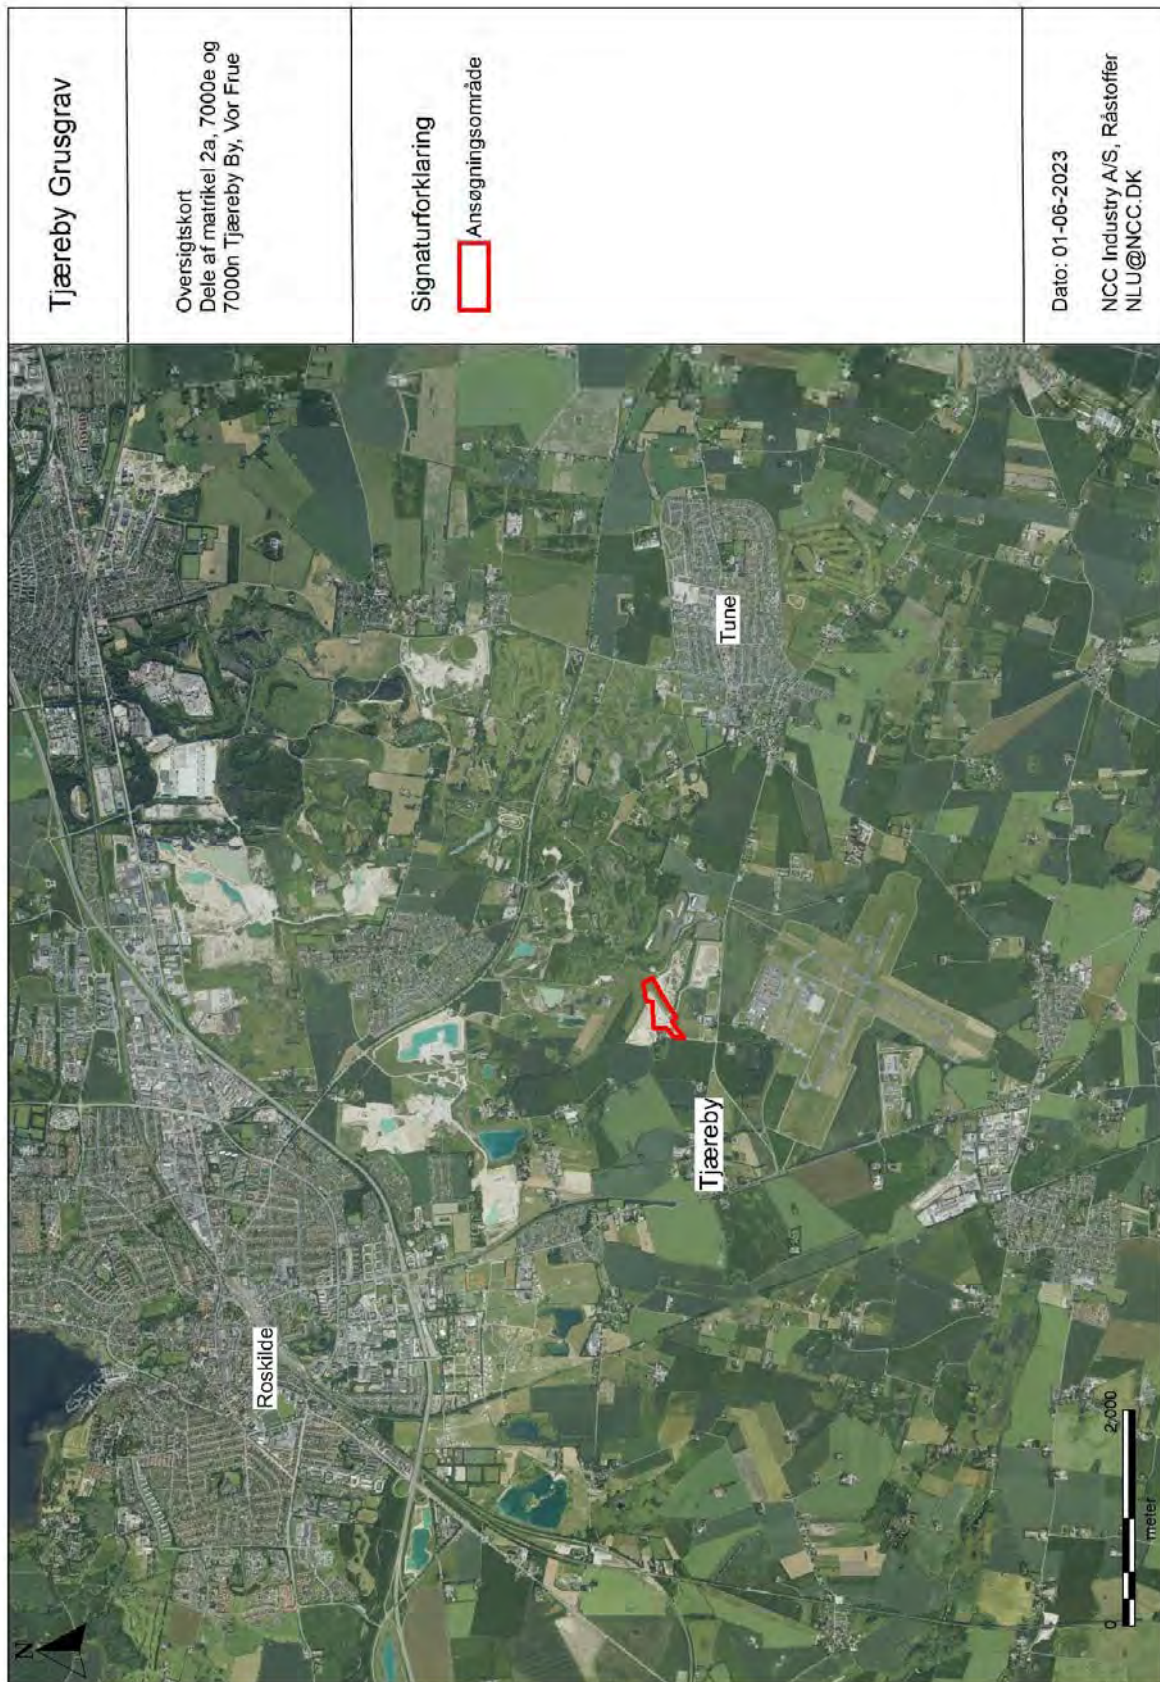 Tjæreby Grusgrav
Oversigtskort
Dele af matrikel 2a, 7000e og
7000n Tjæreby By, Vor Frue
Signaturforklaring
Ansøgningsområde
Dato: 01-06-2023
NCC Industry A/S, Råstoffer
NLU@NCC.DK
N
Roskilde
Tjæreby
Tune
0 2.000
meter